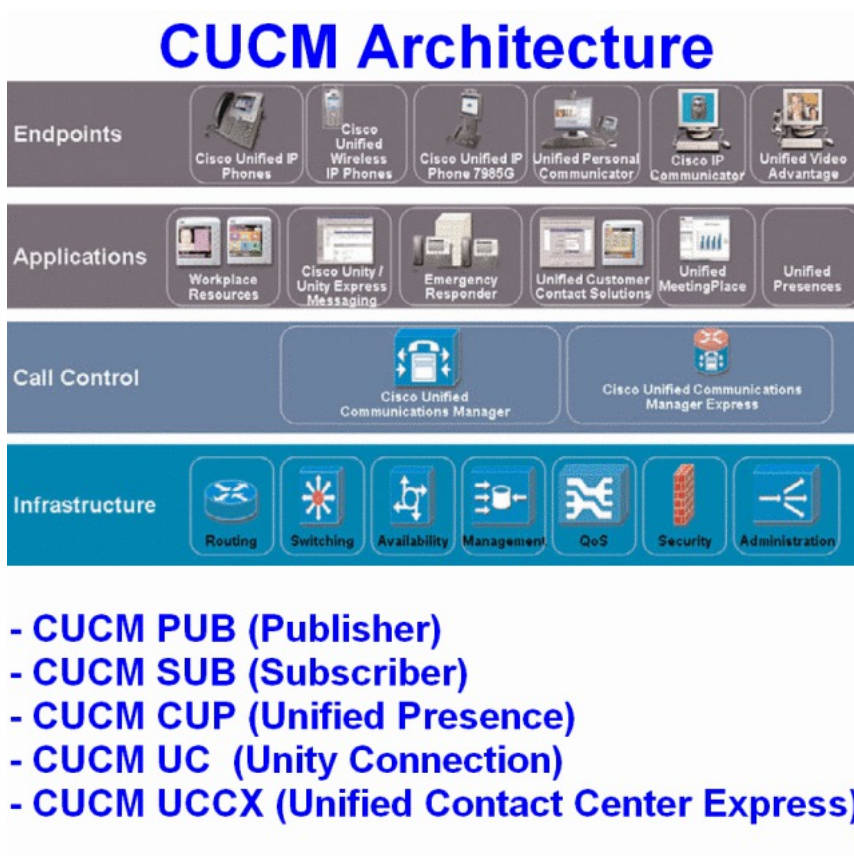 CUCM Architecture
Endpoints
Cisco Unified IP
Phones
Cisco
Unified
Wireless
IP Phones
Cisco Unified IP
Phone 7985G
Unified Personal
Communicator
Cisco IP
Communicator
Unified Video
Advantage
Applications
Workplace
Resources
Cisco Unity /
Unity Express
Messaging
Emergency
Responder
Unified Customer
Contact Solutions
Unified
MeetingPlace
Unified
Presences
Call Control
Cisco Unified
Communications Manager
Cisco Unified Communications
Manager Express
Infrastructure
Routing
Switching
Availability
Management
QoS
Security
Administration
- CUCM PUB (Publisher)
- CUCM SUB (Subscriber)
- CUCM CUP (Unified Presence)
- CUCM UC (Unity Connection)
- CUCM UCCX (Unified Contact Center Express)